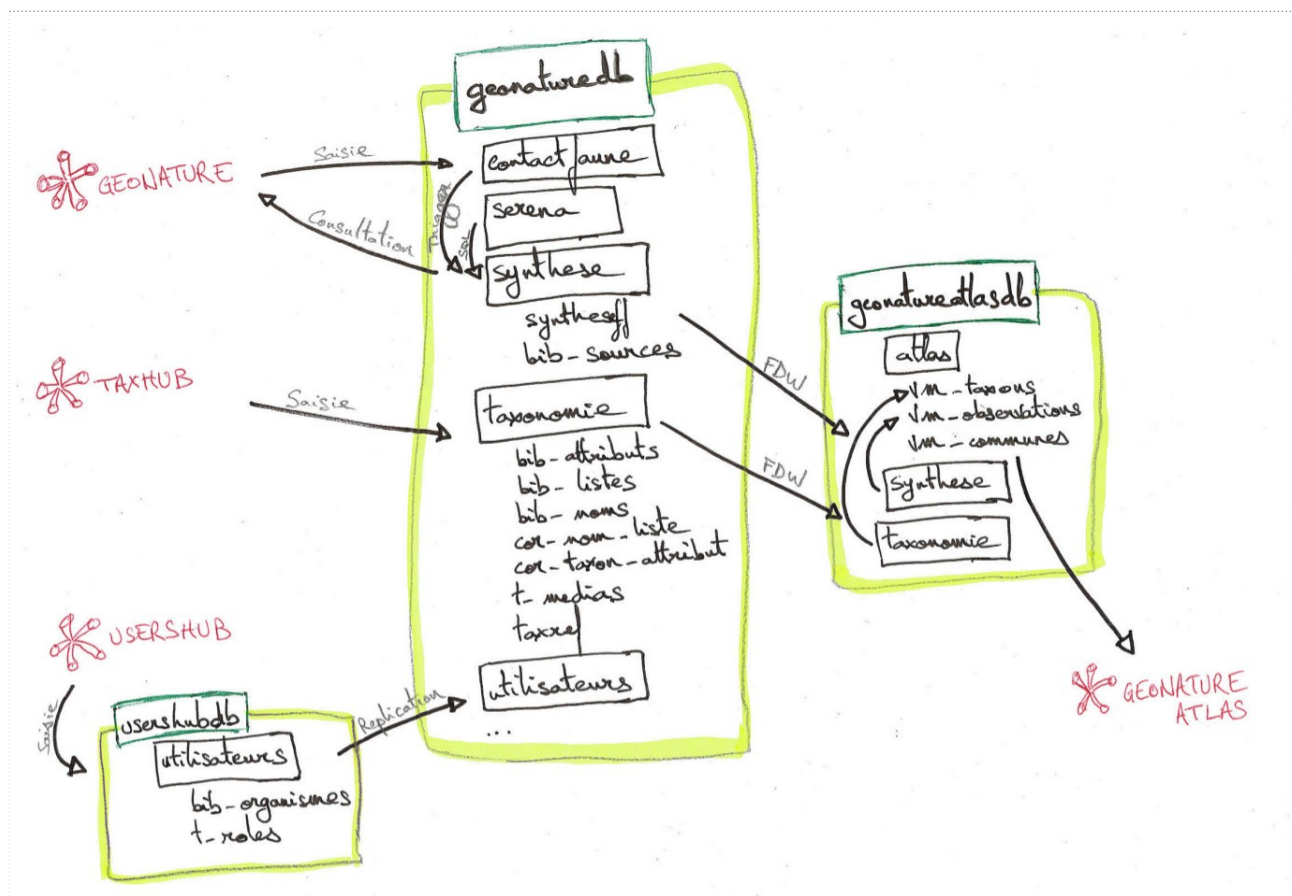 geonaturedb
contactfaune
serena
synthese
syntheseff
bib_sources
taxonomie
bib_attributs
bib_listes
bib_noms
cor_nom_liste
cor_taxon_attribut
t_medias
taxref
utilisateurs
...
GEONATURE
Saisie
Consultation
Trigger
SQL
TAXHUB
Saisie
USERSHUB
Saisie
usershubdb
utilisateurs
bib_organismes
t_roles
Replication
FDW
FDW
geonatureatlasdb
atlas
vm_taxons
vm_observations
vm_communes
synthese
taxonomie
GEONATURE
ATLAS